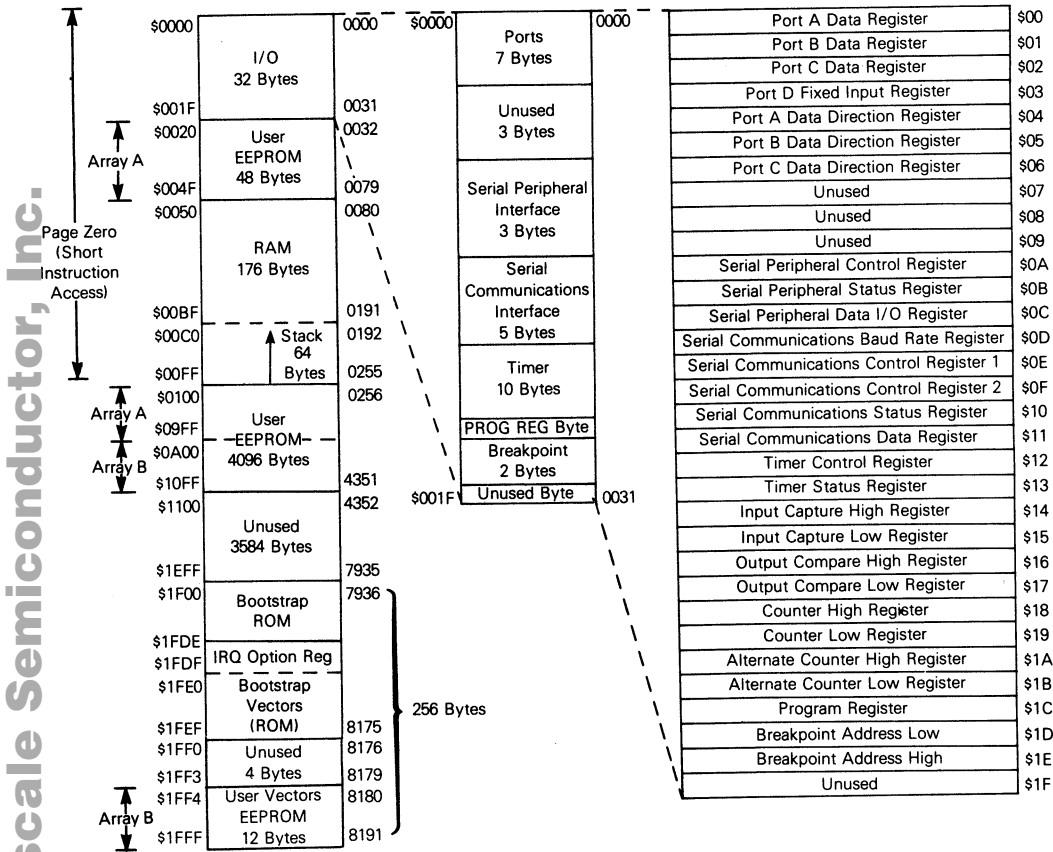 scale Semiconductor, Inc.
Page Zero
(Short
Instruction
Access)
Array A
Array A
Array B
Array B
$0000
I/O
32 Bytes
0000
$001F
0031
$0020
User
EEPROM
48 Bytes
0032
$004F
0079
$0050
RAM
176 Bytes
0080
$00BF
0191
$00C0
Stack
64
Bytes
0192
$00FF
0255
$0100
User
EEPROM
4096 Bytes
0256
$09FF
$0A00
$10FF
4351
$1100
Unused
3584 Bytes
4352
$1EFF
7935
$1F00
Bootstrap
ROM
7936
$1FDE
$1FDF
IRQ Option Reg
$1FE0
Bootstrap
Vectors
(ROM)
$1FEF
8175
$1FF0
Unused
4 Bytes
8176
$1FF3
8179
$1FF4
User Vectors
EEPROM
12 Bytes
8180
$1FFF
8191
256 Bytes
$0000
0000
Ports
7 Bytes
Unused
3 Bytes
Serial Peripheral
Interface
3 Bytes
Serial
Communications
Interface
5 Bytes
Timer
10 Bytes
PROG REG Byte
Breakpoint
2 Bytes
$001F
Unused Byte
0031
Port A Data Register $00
Port B Data Register $01
Port C Data Register $02
Port D Fixed Input Register $03
Port A Data Direction Register $04
Port B Data Direction Register $05
Port C Data Direction Register $06
Unused $07
Unused $08
Unused $09
Serial Peripheral Control Register $0A
Serial Peripheral Status Register $0B
Serial Peripheral Data I/O Register $0C
Serial Communications Baud Rate Register $0D
Serial Communications Control Register 1 $0E
Serial Communications Control Register 2 $0F
Serial Communications Status Register $10
Serial Communications Data Register $11
Timer Control Register $12
Timer Status Register $13
Input Capture High Register $14
Input Capture Low Register $15
Output Compare High Register $16
Output Compare Low Register $17
Counter High Register $18
Counter Low Register $19
Alternate Counter High Register $1A
Alternate Counter Low Register $1B
Program Register $1C
Breakpoint Address Low $1D
Breakpoint Address High $1E
Unused $1F